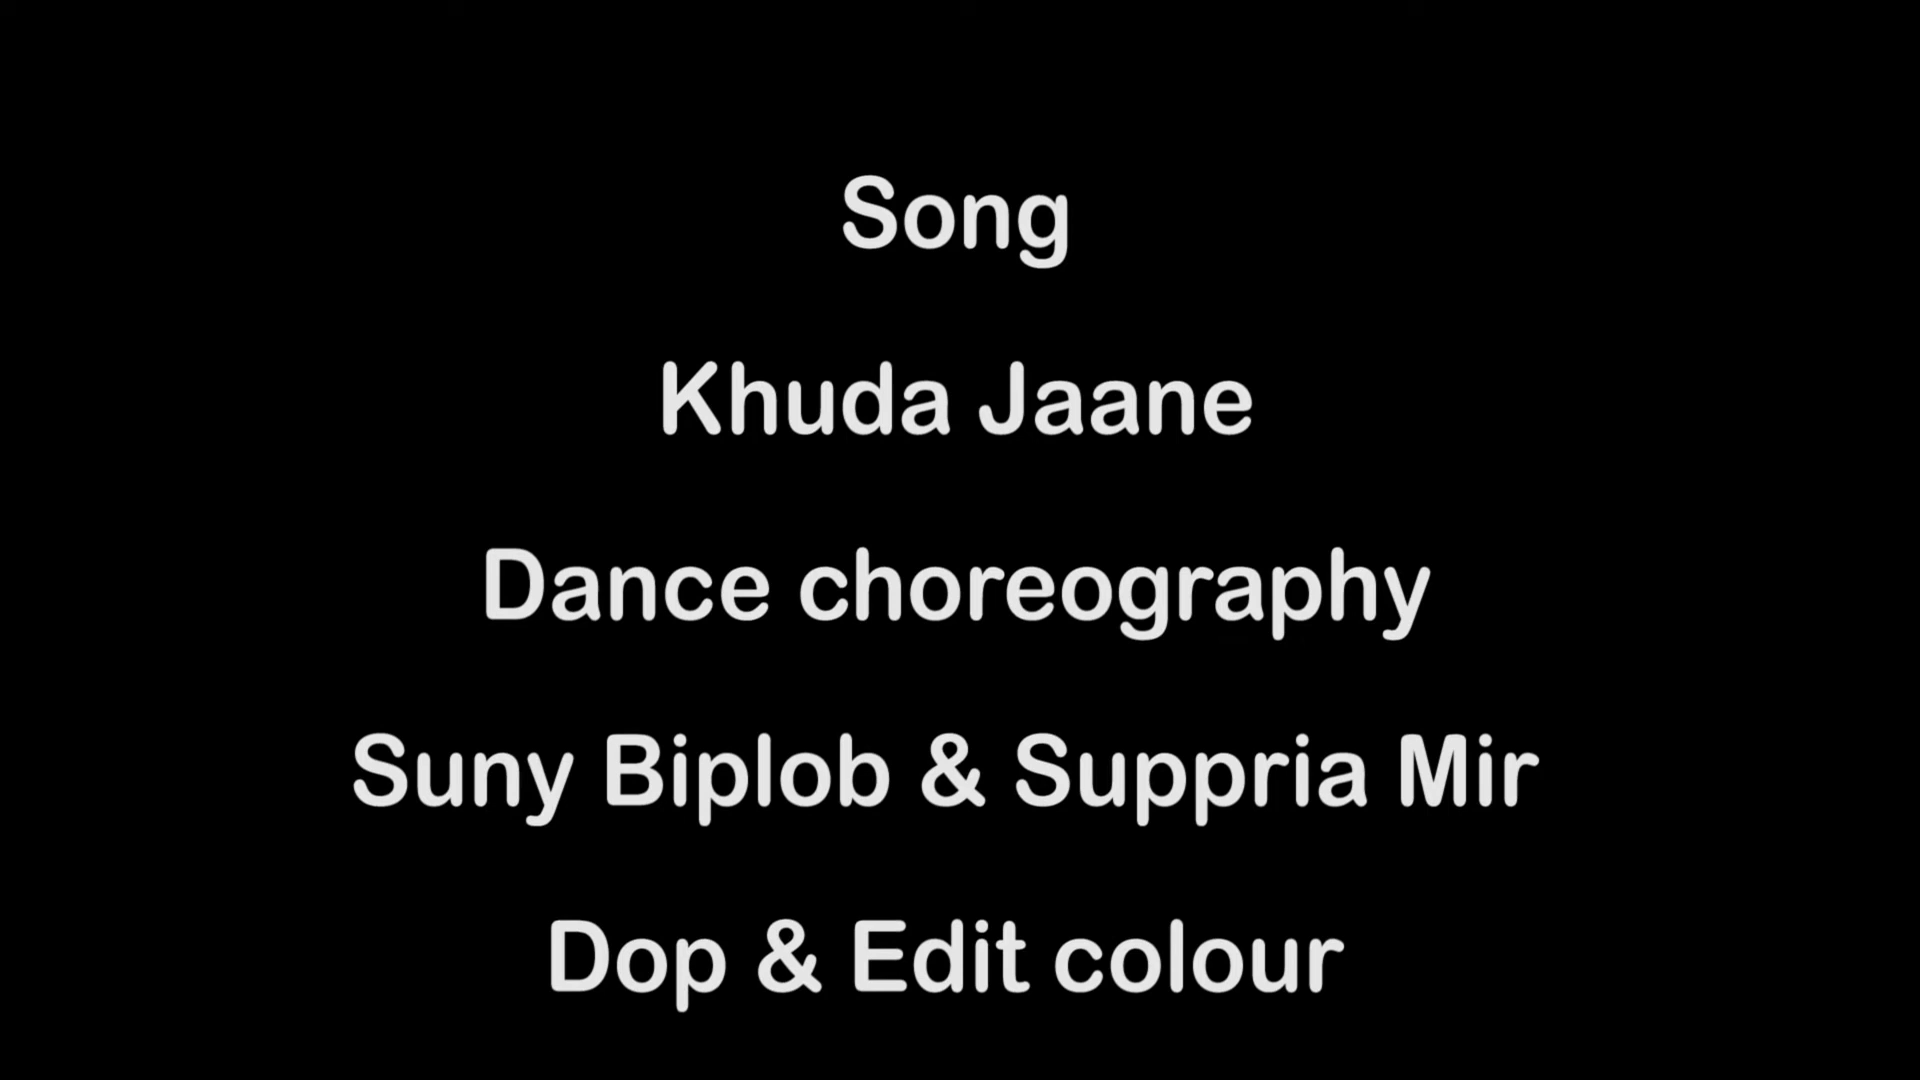 Song
Khuda Jaane
Dance choreography
Suny Biplob & Suppria Mir
Dop & Edit colour